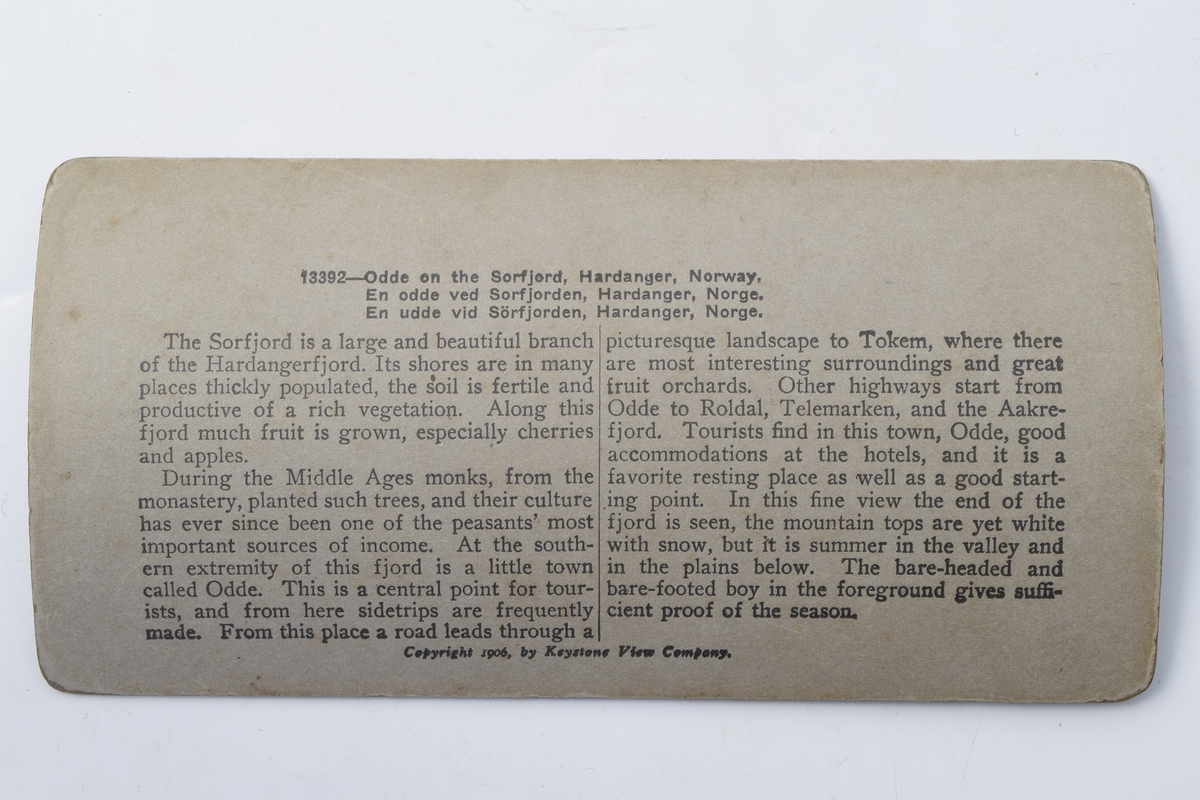 13392—Odde on the Sorfjord, Hardanger, Norway.
En odde ved Sorfjorden, Hardanger, Norge.
En udde vid Sörfjorden, Hardanger, Norge.
The Sorfjord is a large and beautiful branch
of the Hardangerfjord. Its shores are in many
places thickly populated, the soil is fertile and
productive of a rich vegetation. Along this
fjord much fruit is grown, especially cherries
and apples.
During the Middle Ages monks, from the
monastery, planted such trees, and their culture
has ever since been one of the peasants' most
important sources of income. At the south-
ern extremity of this fjord is a little town
called Odde. This is a central point for tour-
ists, and from here sidetrips are frequently
made. From this place a road leads through a
picturesque landscape to Tokem, where there
are most interesting surroundings and great
fruit orchards. Other highways start from
Odde to Roldal, Telemarken, and the Aakre-
fjord. Tourists find in this town, Odde, good
accommodations at the hotels, and it is a
favorite resting place as well as a good start-
ing point. In this fine view the end of the
fjord is seen, the mountain tops are yet white
with snow, but it is summer in the valley and
in the plains below. The bare-headed and
bare-footed boy in the foreground gives suffi-
cient proof of the season.
Copyright 1906, by Keystone View Company.